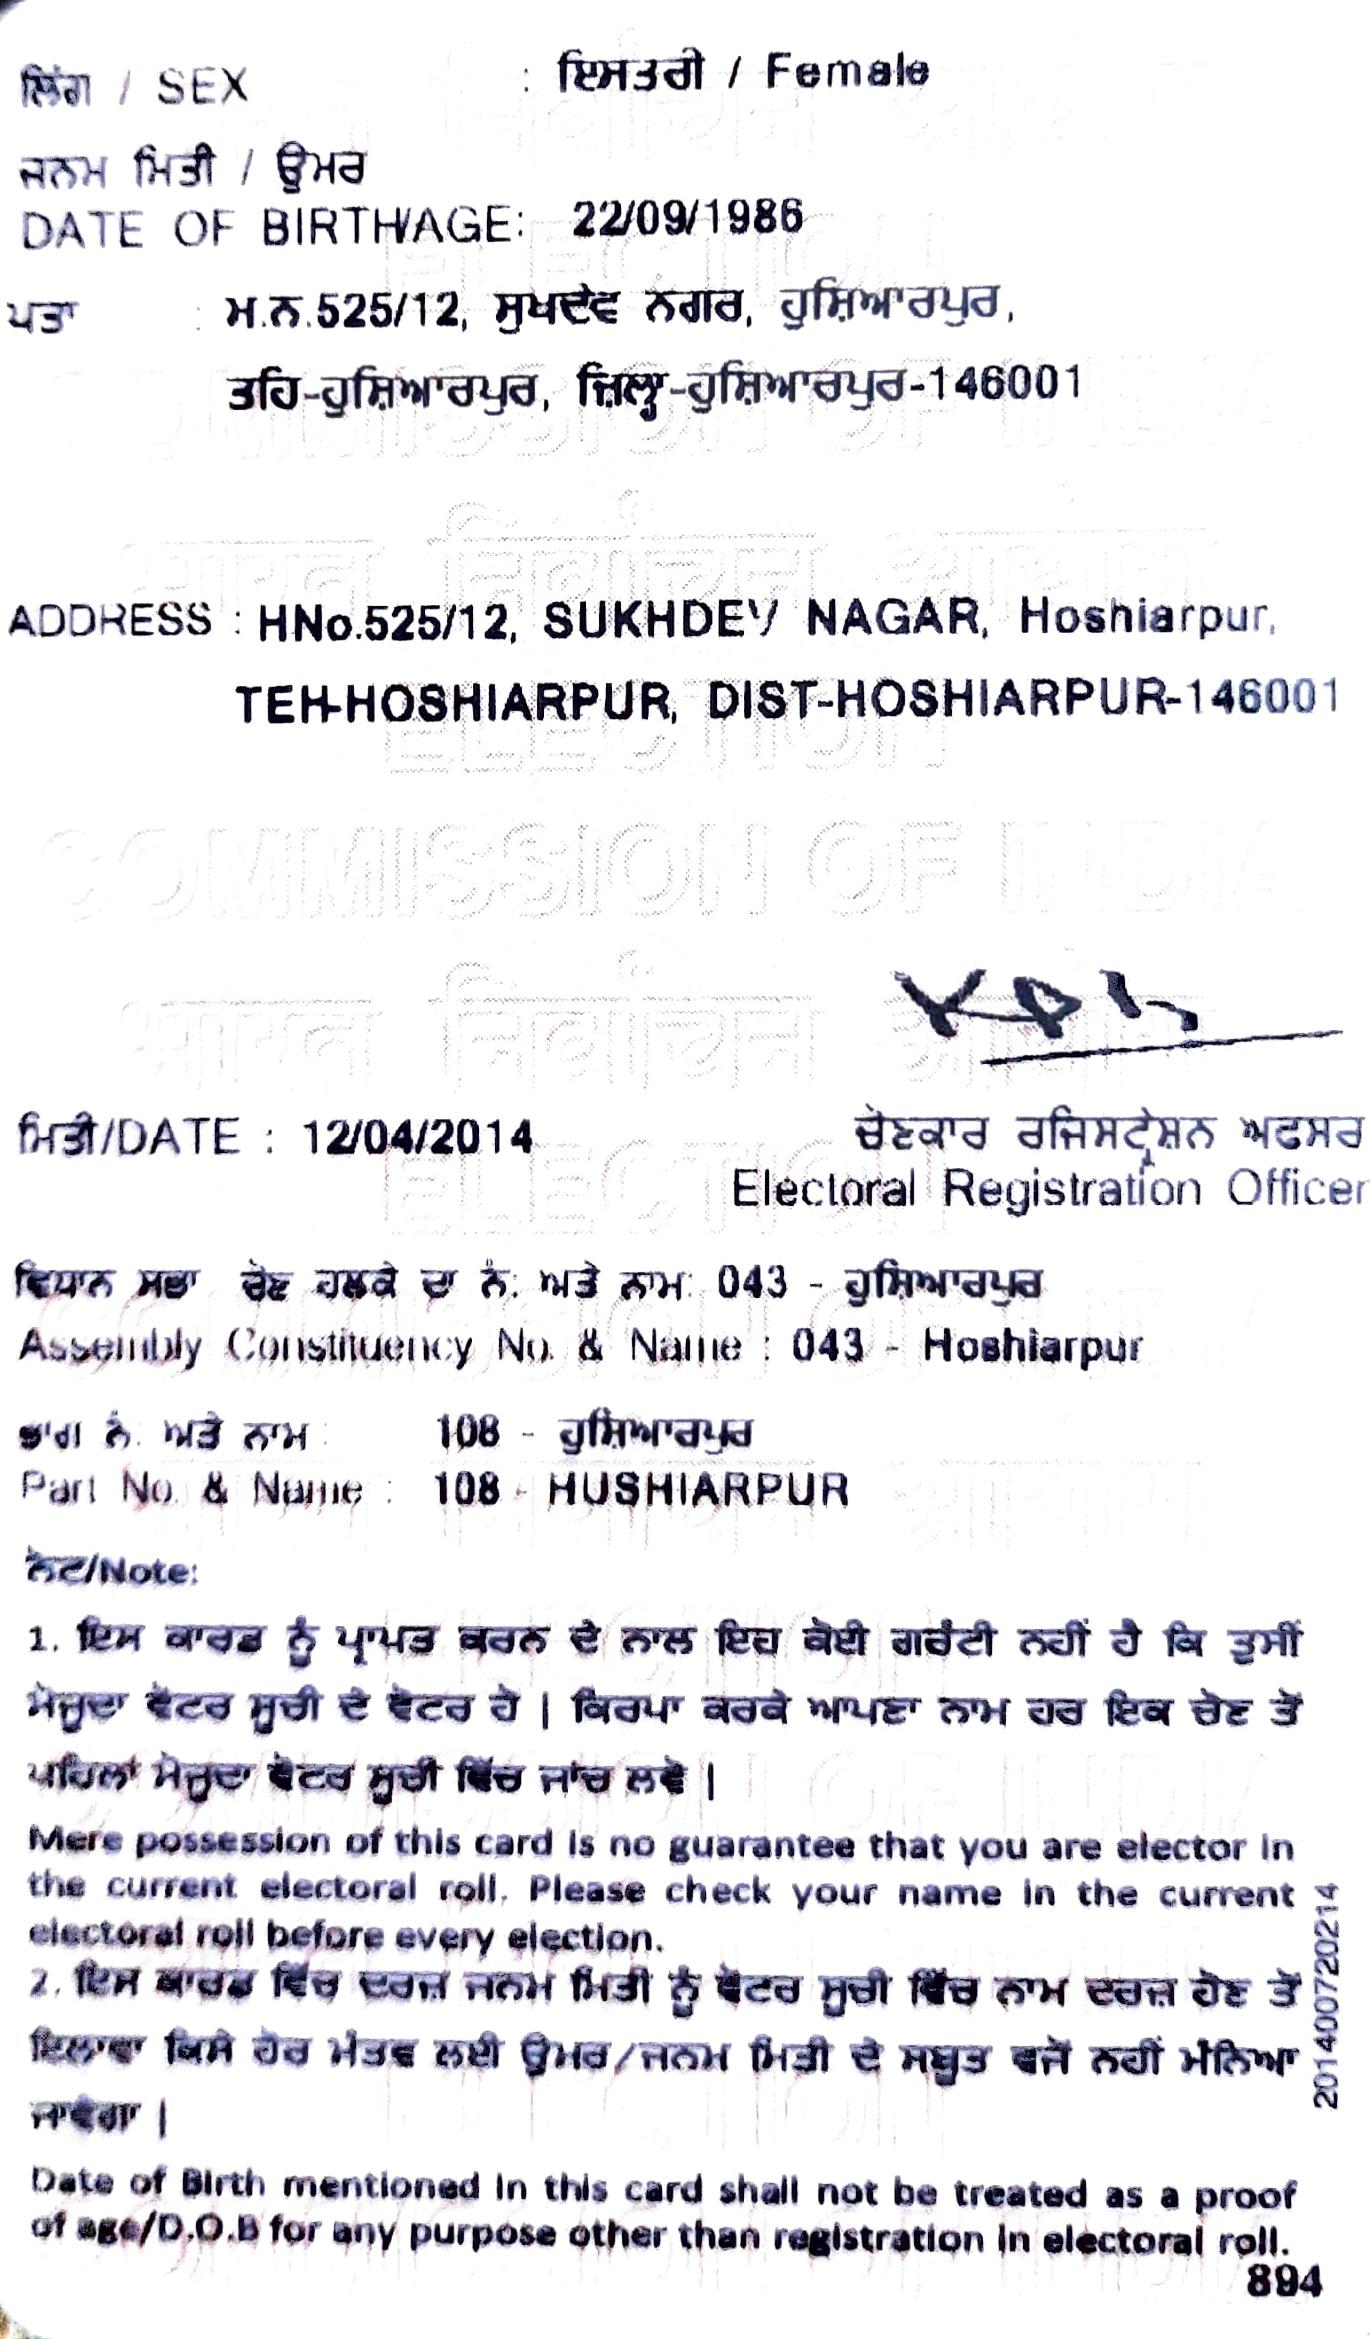 ਲਿੰਗ / SEX : ਇਸਤਰੀ / Female
ਜਨਮ ਮਿਤੀ / ਉਮਰ
DATE OF BIRTH/AGE: 22/09/1986
ਪਤਾ : ਮ.ਨ.525/12, ਸੁਖਦੇਵ ਨਗਰ, ਹੁਸ਼ਿਆਰਪੁਰ,
ਤਹਿ-ਹੁਸ਼ਿਆਰਪੁਰ, ਜ਼ਿਲ੍ਹਾ-ਹੁਸ਼ਿਆਰਪੁਰ-146001
ADDRESS : HNo.525/12, SUKHDEV NAGAR, Hoshiarpur,
TEH-HOSHIARPUR, DIST-HOSHIARPUR-146001
ELECTION
COMMISSION OF INDIA
भारत निर्वाचन आयोग
ਮਿਤੀ/DATE : 12/04/2014
ਚੋਣਕਾਰ ਰਜਿਸਟ੍ਰੇਸ਼ਨ ਅਫਸਰ
Electoral Registration Officer
ਵਿਧਾਨ ਸਭਾ ਚੋਣ ਹਲਕੇ ਦਾ ਨੰ: ਅਤੇ ਨਾਮ: 043 - ਹੁਸ਼ਿਆਰਪੁਰ
Assembly Constituency No. & Name : 043 - Hoshiarpur
ਭਾਗ ਨੰ. ਅਤੇ ਨਾਮ : 108 - ਹੁਸ਼ਿਆਰਪੁਰ
Part No. & Name : 108 - HUSHIARPUR
ਨੋਟ/Note:
1. ਇਸ ਕਾਰਡ ਨੂੰ ਪ੍ਰਾਪਤ ਕਰਨ ਦੇ ਨਾਲ ਇਹ ਕੋਈ ਗਰੰਟੀ ਨਹੀਂ ਹੈ ਕਿ ਤੁਸੀਂ
ਮੌਜੂਦਾ ਵੋਟਰ ਸੂਚੀ ਦੇ ਵੋਟਰ ਹੋ | ਕਿਰਪਾ ਕਰਕੇ ਆਪਣਾ ਨਾਮ ਹਰ ਇਕ ਚੋਣ ਤੋਂ
ਪਹਿਲਾਂ ਮੌਜੂਦਾ ਵੋਟਰ ਸੂਚੀ ਵਿੱਚ ਜਾਂਚ ਲਵੋ |
Mere possession of this card is no guarantee that you are elector in
the current electoral roll. Please check your name in the current
electoral roll before every election.
2. ਇਸ ਕਾਰਡ ਵਿੱਚ ਦਰਜ਼ ਜਨਮ ਮਿਤੀ ਨੂੰ ਵੋਟਰ ਸੂਚੀ ਵਿੱਚ ਨਾਮ ਦਰਜ਼ ਹੋਣ ਤੋਂ
ਇਲਾਵਾ ਕਿਸੇ ਹੋਰ ਮੰਤਵ ਲਈ ਉਮਰ/ਜਨਮ ਮਿਤੀ ਦੇ ਸਬੂਤ ਵਜੋਂ ਨਹੀਂ ਮੰਨਿਆ
ਜਾਵੇਗਾ |
Date of Birth mentioned in this card shall not be treated as a proof
of age/D.O.B for any purpose other than registration in electoral roll.
2014007720214
894